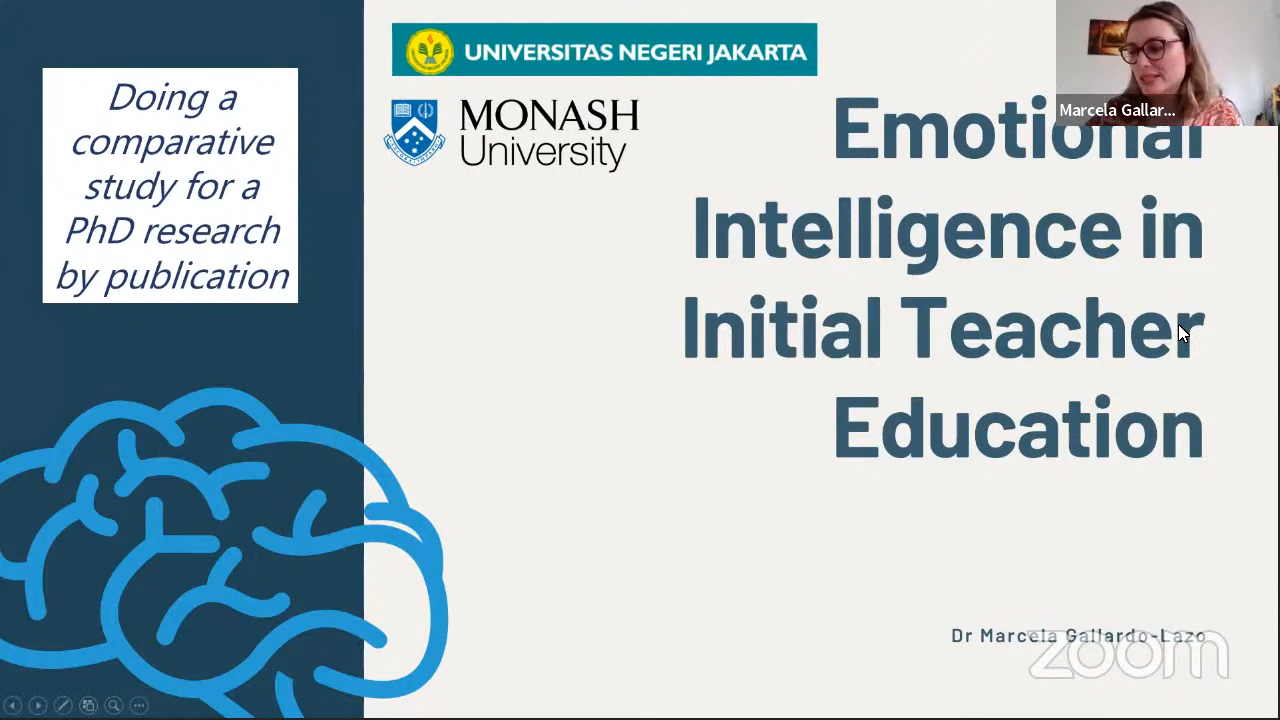 Doing a
comparative
study for a
PhD research
by publication
UNIVERSITAS NEGERI JAKARTA
MONASH
University
Marcela Gallar...
Emotional
Intelligence in
Initial Teacher
Education
Dr Marcela Gallardo-Lazo
zoom